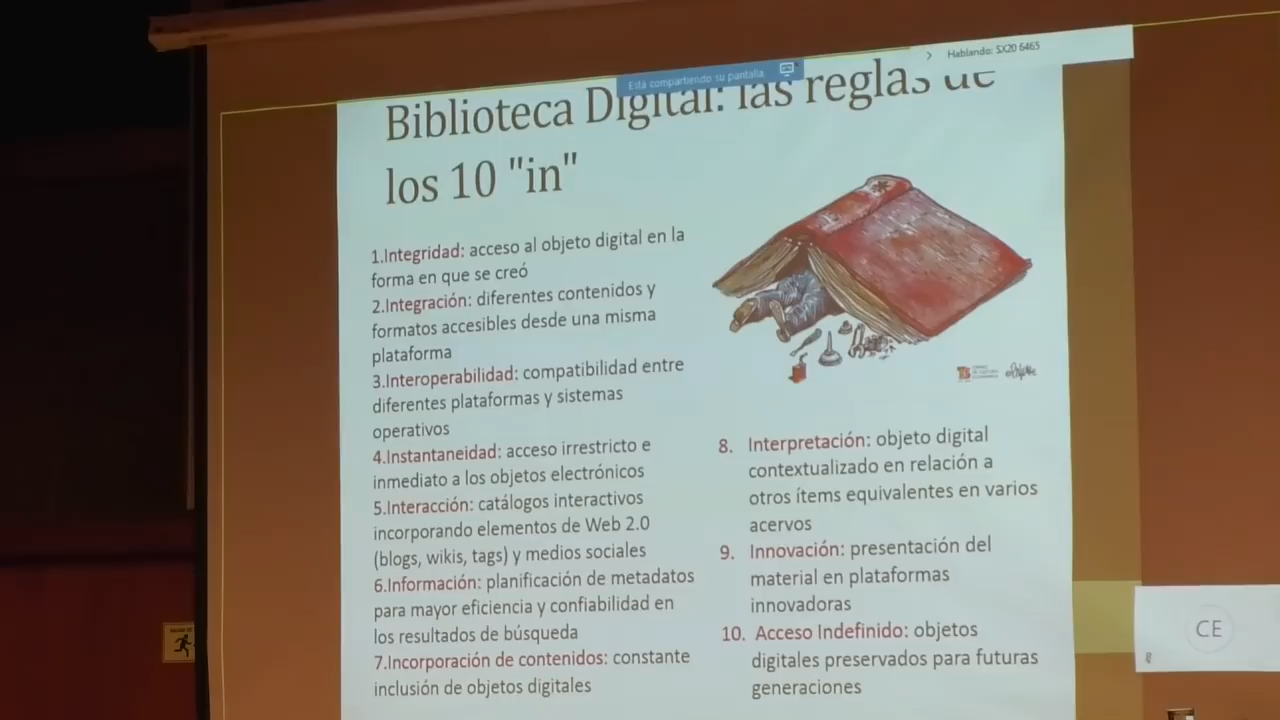 Está compartiendo su pantalla.
Hablando: SX20 6465
Biblioteca Digital: las reglas de
los 10 "in"
1.Integridad: acceso al objeto digital en la
forma en que se creó
2.Integración: diferentes contenidos y
formatos accesibles desde una misma
plataforma
3.Interoperabilidad: compatibilidad entre
diferentes plataformas y sistemas
operativos
4.Instantaneidad: acceso irrestricto e
inmediato a los objetos electrónicos
5.Interacción: catálogos interactivos
incorporando elementos de Web 2.0
(blogs, wikis, tags) y medios sociales
6.Información: planificación de metadatos
para mayor eficiencia y confiabilidad en
los resultados de búsqueda
7.Incorporación de contenidos: constante
inclusión de objetos digitales
8. Interpretación: objeto digital
contextualizado en relación a
otros ítems equivalentes en varios
acervos
9. Innovación: presentación del
material en plataformas
innovadoras
10. Acceso Indefinido: objetos
digitales preservados para futuras
generaciones
CE